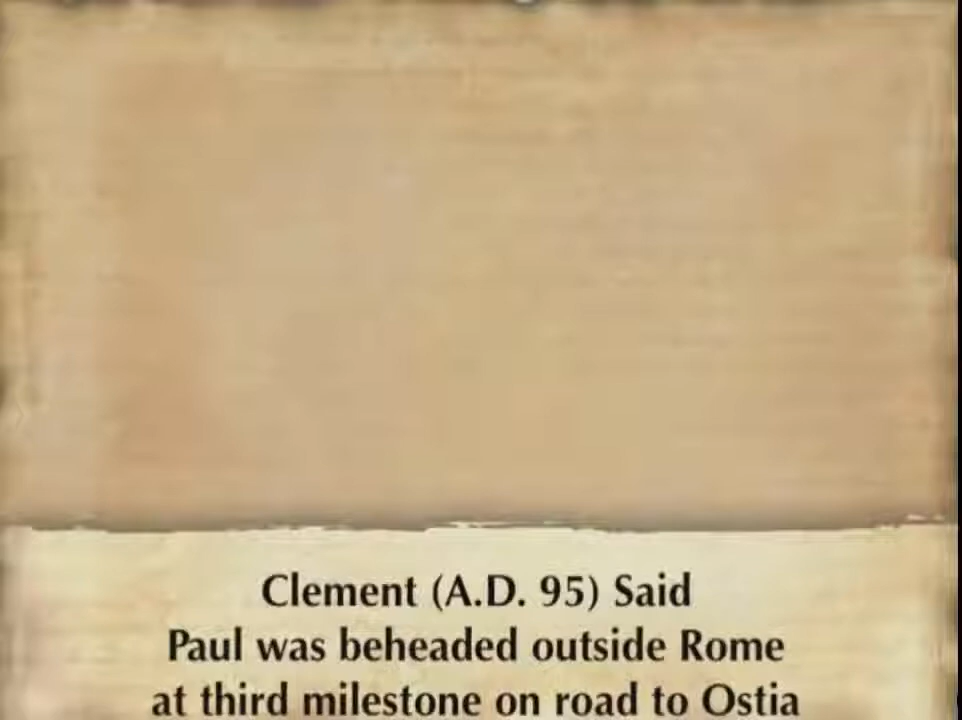 Clement (A.D. 95) Said
Paul was beheaded outside Rome
at third milestone on road to Ostia